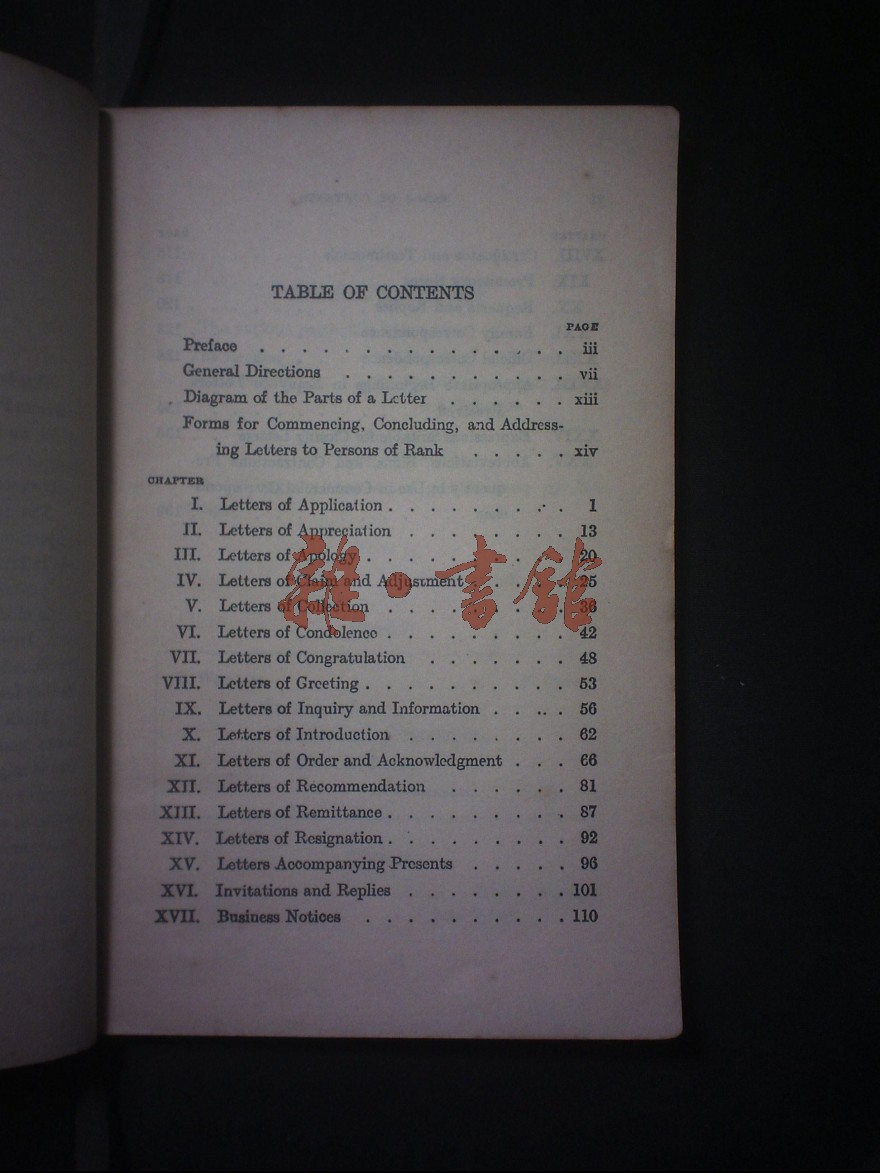 TABLE OF CONTENTS
PAGE
Preface . . . . . . . . . . . . . . . iii
General Directions . . . . . . . . . . . vii
Diagram of the Parts of a Letter . . . . . . xiii
Forms for Commencing, Concluding, and Address-
ing Letters to Persons of Rank . . . . . xiv
CHAPTER
I. Letters of Application . . . . . . . . . 1
II. Letters of Appreciation . . . . . . . . 13
III. Letters of Apology . . . . . . . . . . 20
IV. Letters of Claim and Adjustment . . . . . 25
V. Letters of Collection . . . . . . . . . 36
VI. Letters of Condolence . . . . . . . . . 42
VII. Letters of Congratulation . . . . . . . 48
VIII. Letters of Greeting . . . . . . . . . . 53
IX. Letters of Inquiry and Information . . . . 56
X. Letters of Introduction . . . . . . . . 62
XI. Letters of Order and Acknowledgment . . . 66
XII. Letters of Recommendation . . . . . . 81
XIII. Letters of Remittance . . . . . . . . . 87
XIV. Letters of Resignation . . . . . . . . . 92
XV. Letters Accompanying Presents . . . . . 96
XVI. Invitations and Replies . . . . . . . . 101
XVII. Business Notices . . . . . . . . . . 110
雜·書館